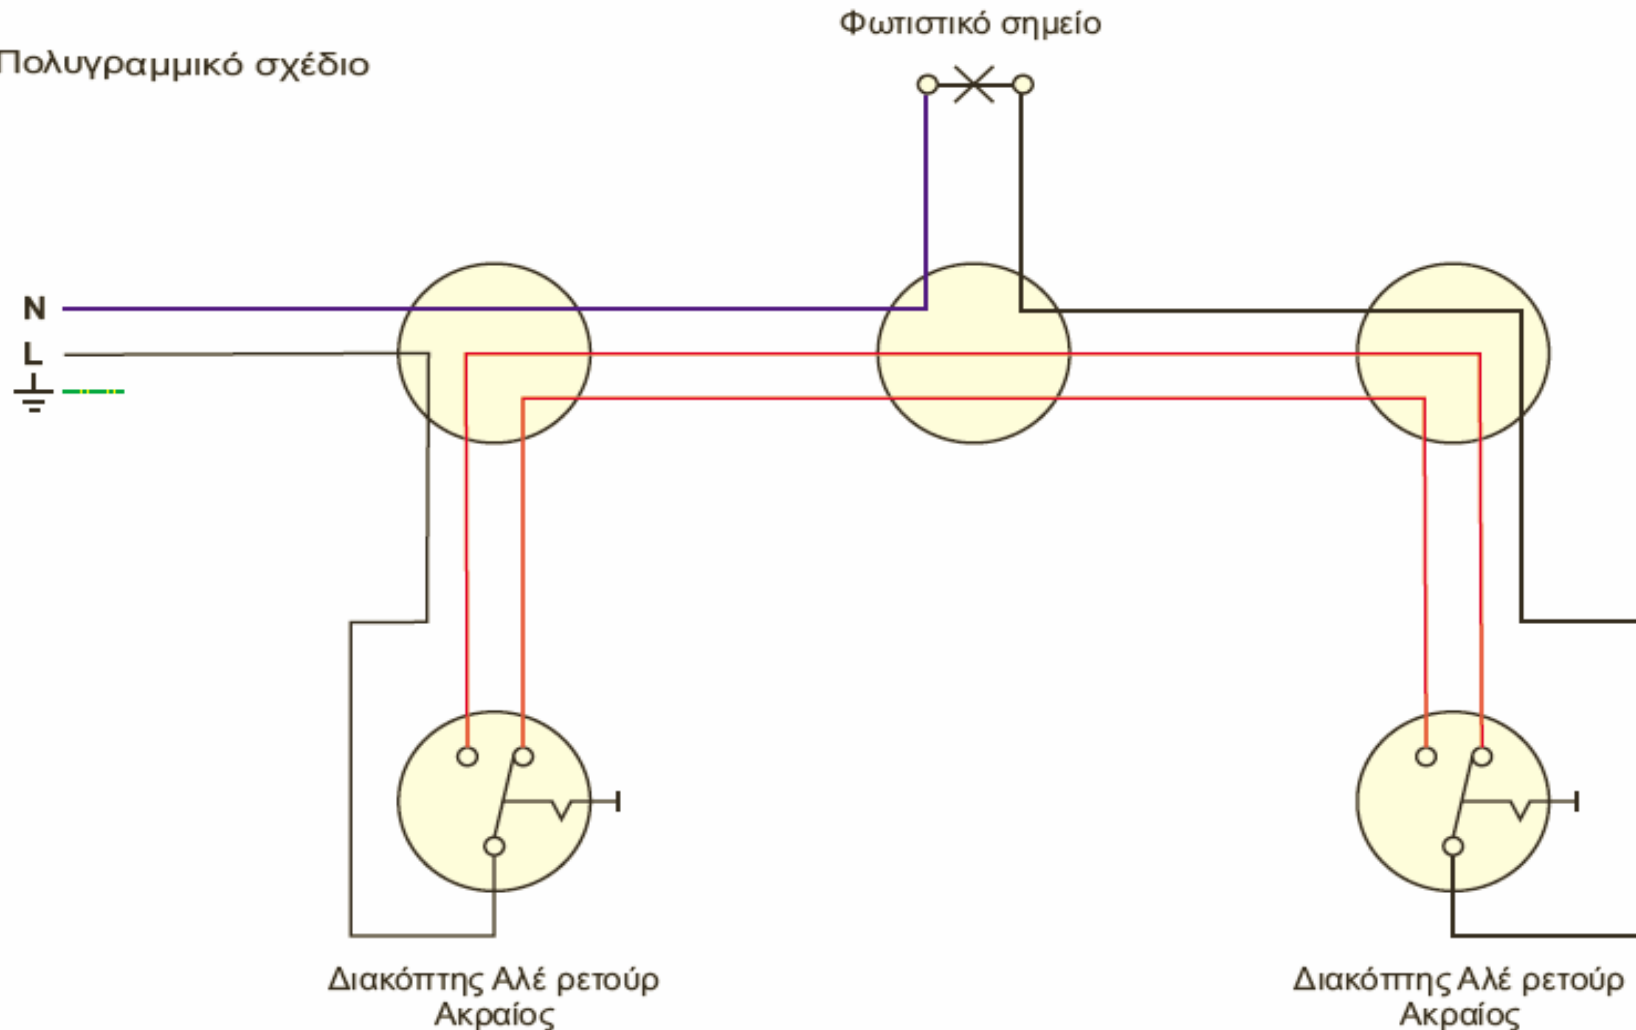 Φωτιστικό σημείο
Πολυγραμμικό σχέδιο
N
L
Διακόπτης Αλέ ρετούρ
Ακραίος
Διακόπτης Αλέ ρετούρ
Ακραίος